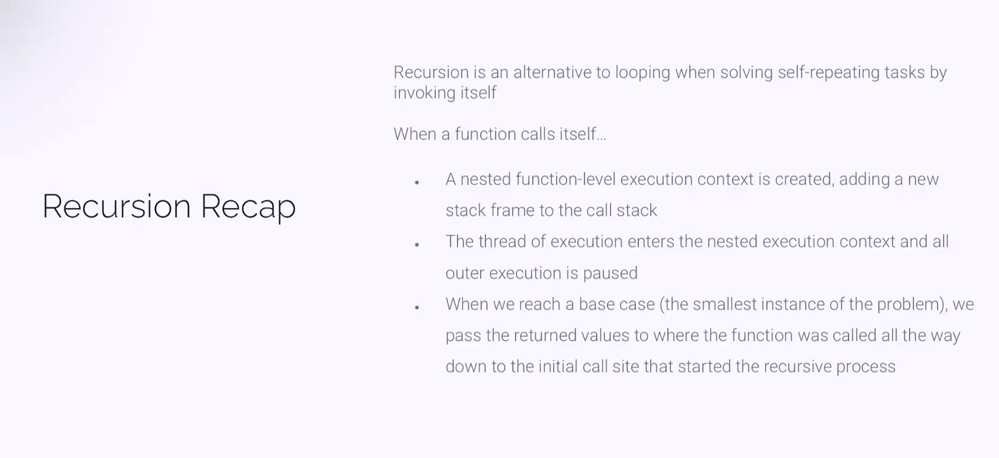 Recursion Recap
Recursion is an alternative to looping when solving self-repeating tasks by
invoking itself
When a function calls itself...
• A nested function-level execution context is created, adding a new
stack frame to the call stack
• The thread of execution enters the nested execution context and all
outer execution is paused
• When we reach a base case (the smallest instance of the problem), we
pass the returned values to where the function was called all the way
down to the initial call site that started the recursive process